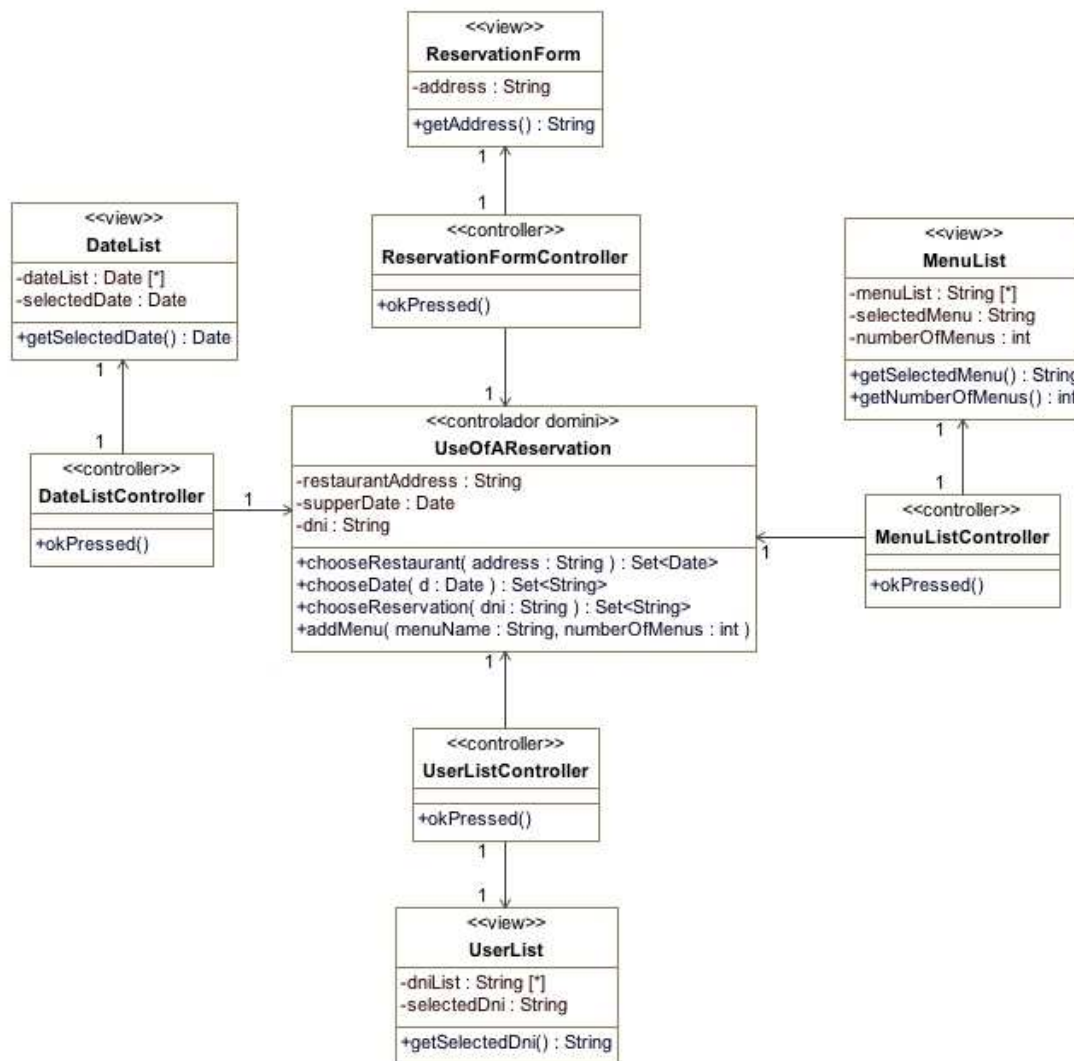 <<view>>
ReservationForm
-address : String
+getAddress() : String
1
1
<<controller>>
ReservationFormController
+okPressed()
1
<<view>>
DateList
-dateList : Date [*]
-selectedDate : Date
+getSelectedDate() : Date
1
1
<<controller>>
DateListController
+okPressed()
1
<<view>>
MenuList
-menuList : String [*]
-selectedMenu : String
-numberOfMenus : int
+getSelectedMenu() : String
+getNumberOfMenus() : int
1
1
<<controller>>
MenuListController
+okPressed()
1
<<controlador domini>>
UseOfAReservation
-restaurantAddress : String
-supperDate : Date
-dni : String
+chooseRestaurant( address : String ) : Set<Date>
+chooseDate( d : Date ) : Set<String>
+chooseReservation( dni : String ) : Set<String>
+addMenu( menuName : String, numberOfMenus : int )
1
<<controller>>
UserListController
+okPressed()
1
1
<<view>>
UserList
-dniList : String [*]
-selectedDni : String
+getSelectedDni() : String